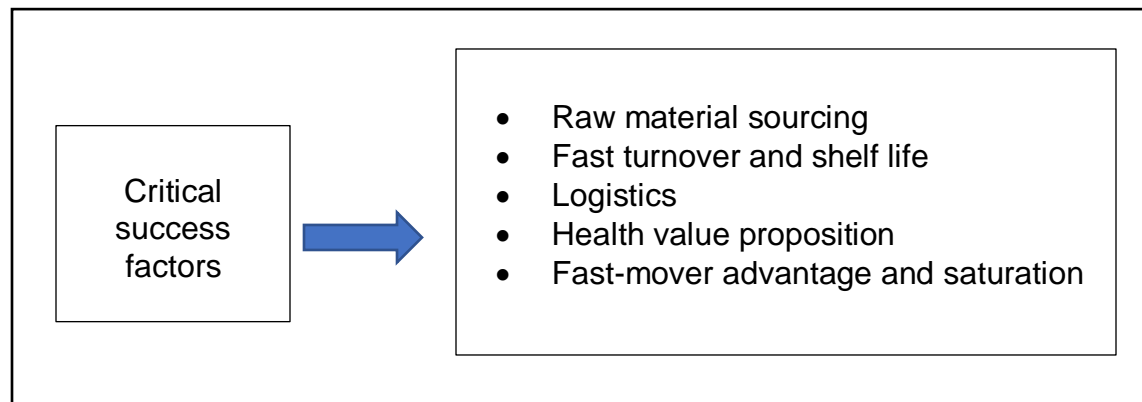 Critical
success
factors
• Raw material sourcing
• Fast turnover and shelf life
• Logistics
• Health value proposition
• Fast-mover advantage and saturation